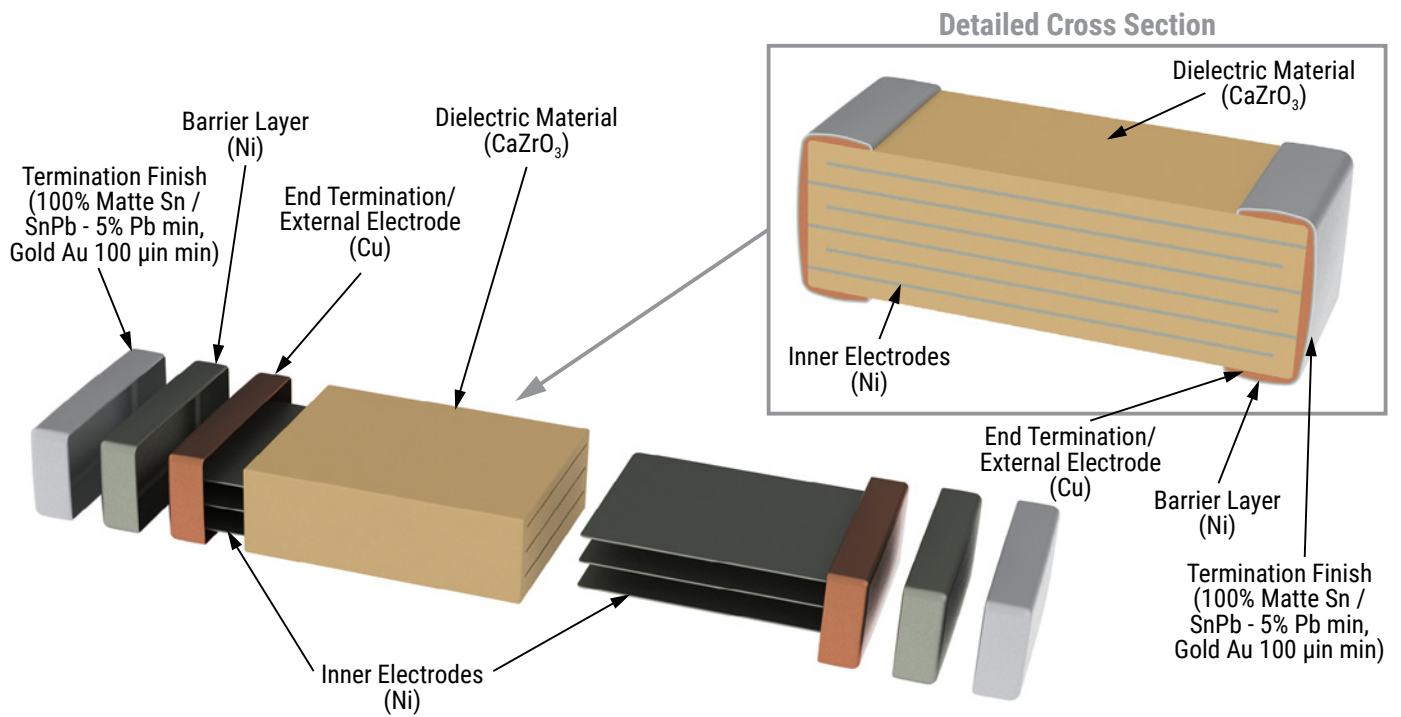 Detailed Cross Section
Dielectric Material
(CaZrO₃)
Inner Electrodes
(Ni)
End Termination/
External Electrode
(Cu)
Barrier Layer
(Ni)
Termination Finish
(100% Matte Sn /
SnPb - 5% Pb min,
Gold Au 100 µin min)
Termination Finish
(100% Matte Sn /
SnPb - 5% Pb min,
Gold Au 100 µin min)
Barrier Layer
(Ni)
End Termination/
External Electrode
(Cu)
Dielectric Material
(CaZrO₃)
Inner Electrodes
(Ni)